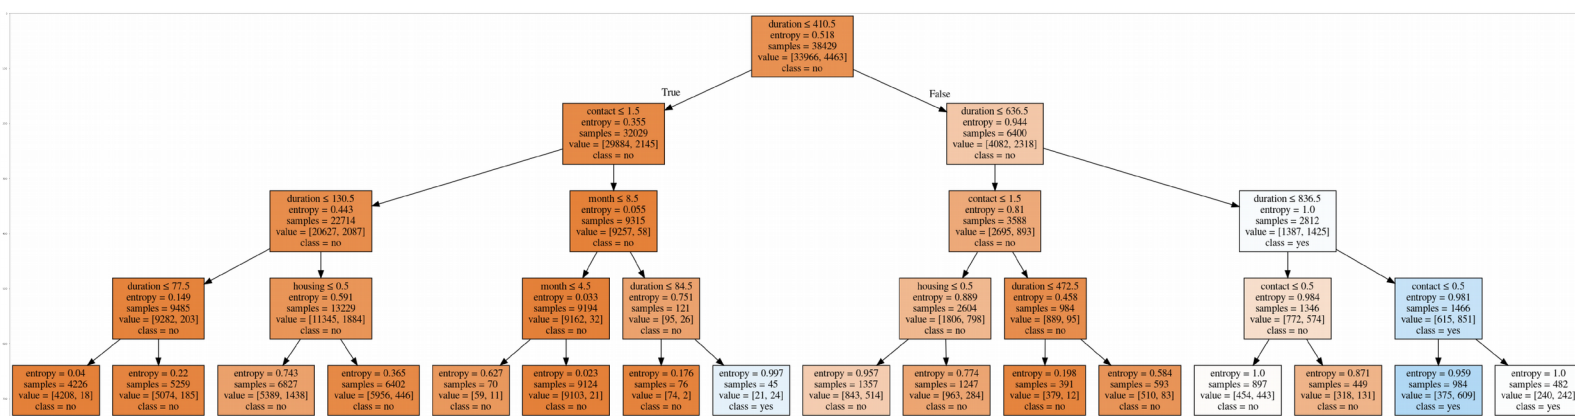 duration ≤ 410.5
entropy = 0.518
samples = 38429
value = [33966, 4463]
class = no
True
False
contact ≤ 1.5
entropy = 0.355
samples = 32029
value = [29884, 2145]
class = no
duration ≤ 636.5
entropy = 0.944
samples = 6400
value = [4082, 2318]
class = no
duration ≤ 130.5
entropy = 0.443
samples = 22714
value = [20627, 2087]
class = no
month ≤ 8.5
entropy = 0.055
samples = 9315
value = [9257, 58]
class = no
contact ≤ 1.5
entropy = 0.81
samples = 3588
value = [2695, 893]
class = no
duration ≤ 836.5
entropy = 1.0
samples = 2812
value = [1387, 1425]
class = yes
duration ≤ 77.5
entropy = 0.149
samples = 9485
value = [9282, 203]
class = no
housing ≤ 0.5
entropy = 0.591
samples = 13229
value = [11345, 1884]
class = no
month ≤ 4.5
entropy = 0.033
samples = 9194
value = [9162, 32]
class = no
duration ≤ 84.5
entropy = 0.751
samples = 121
value = [95, 26]
class = no
housing ≤ 0.5
entropy = 0.889
samples = 2604
value = [1806, 798]
class = no
duration ≤ 472.5
entropy = 0.458
samples = 984
value = [889, 95]
class = no
contact ≤ 0.5
entropy = 0.984
samples = 1346
value = [772, 574]
class = no
contact ≤ 0.5
entropy = 0.981
samples = 1466
value = [615, 851]
class = yes
entropy = 0.04
samples = 4226
value = [4208, 18]
class = no
entropy = 0.22
samples = 5259
value = [5074, 185]
class = no
entropy = 0.743
samples = 6827
value = [5389, 1438]
class = no
entropy = 0.365
samples = 6402
value = [5956, 446]
class = no
entropy = 0.627
samples = 70
value = [59, 11]
class = no
entropy = 0.023
samples = 9124
value = [9103, 21]
class = no
entropy = 0.176
samples = 76
value = [74, 2]
class = no
entropy = 0.997
samples = 45
value = [21, 24]
class = yes
entropy = 0.957
samples = 1357
value = [843, 514]
class = no
entropy = 0.774
samples = 1247
value = [963, 284]
class = no
entropy = 0.198
samples = 391
value = [379, 12]
class = no
entropy = 0.584
samples = 593
value = [510, 83]
class = no
entropy = 1.0
samples = 897
value = [454, 443]
class = no
entropy = 0.871
samples = 449
value = [318, 131]
class = no
entropy = 0.959
samples = 984
value = [375, 609]
class = yes
entropy = 1.0
samples = 482
value = [240, 242]
class = yes